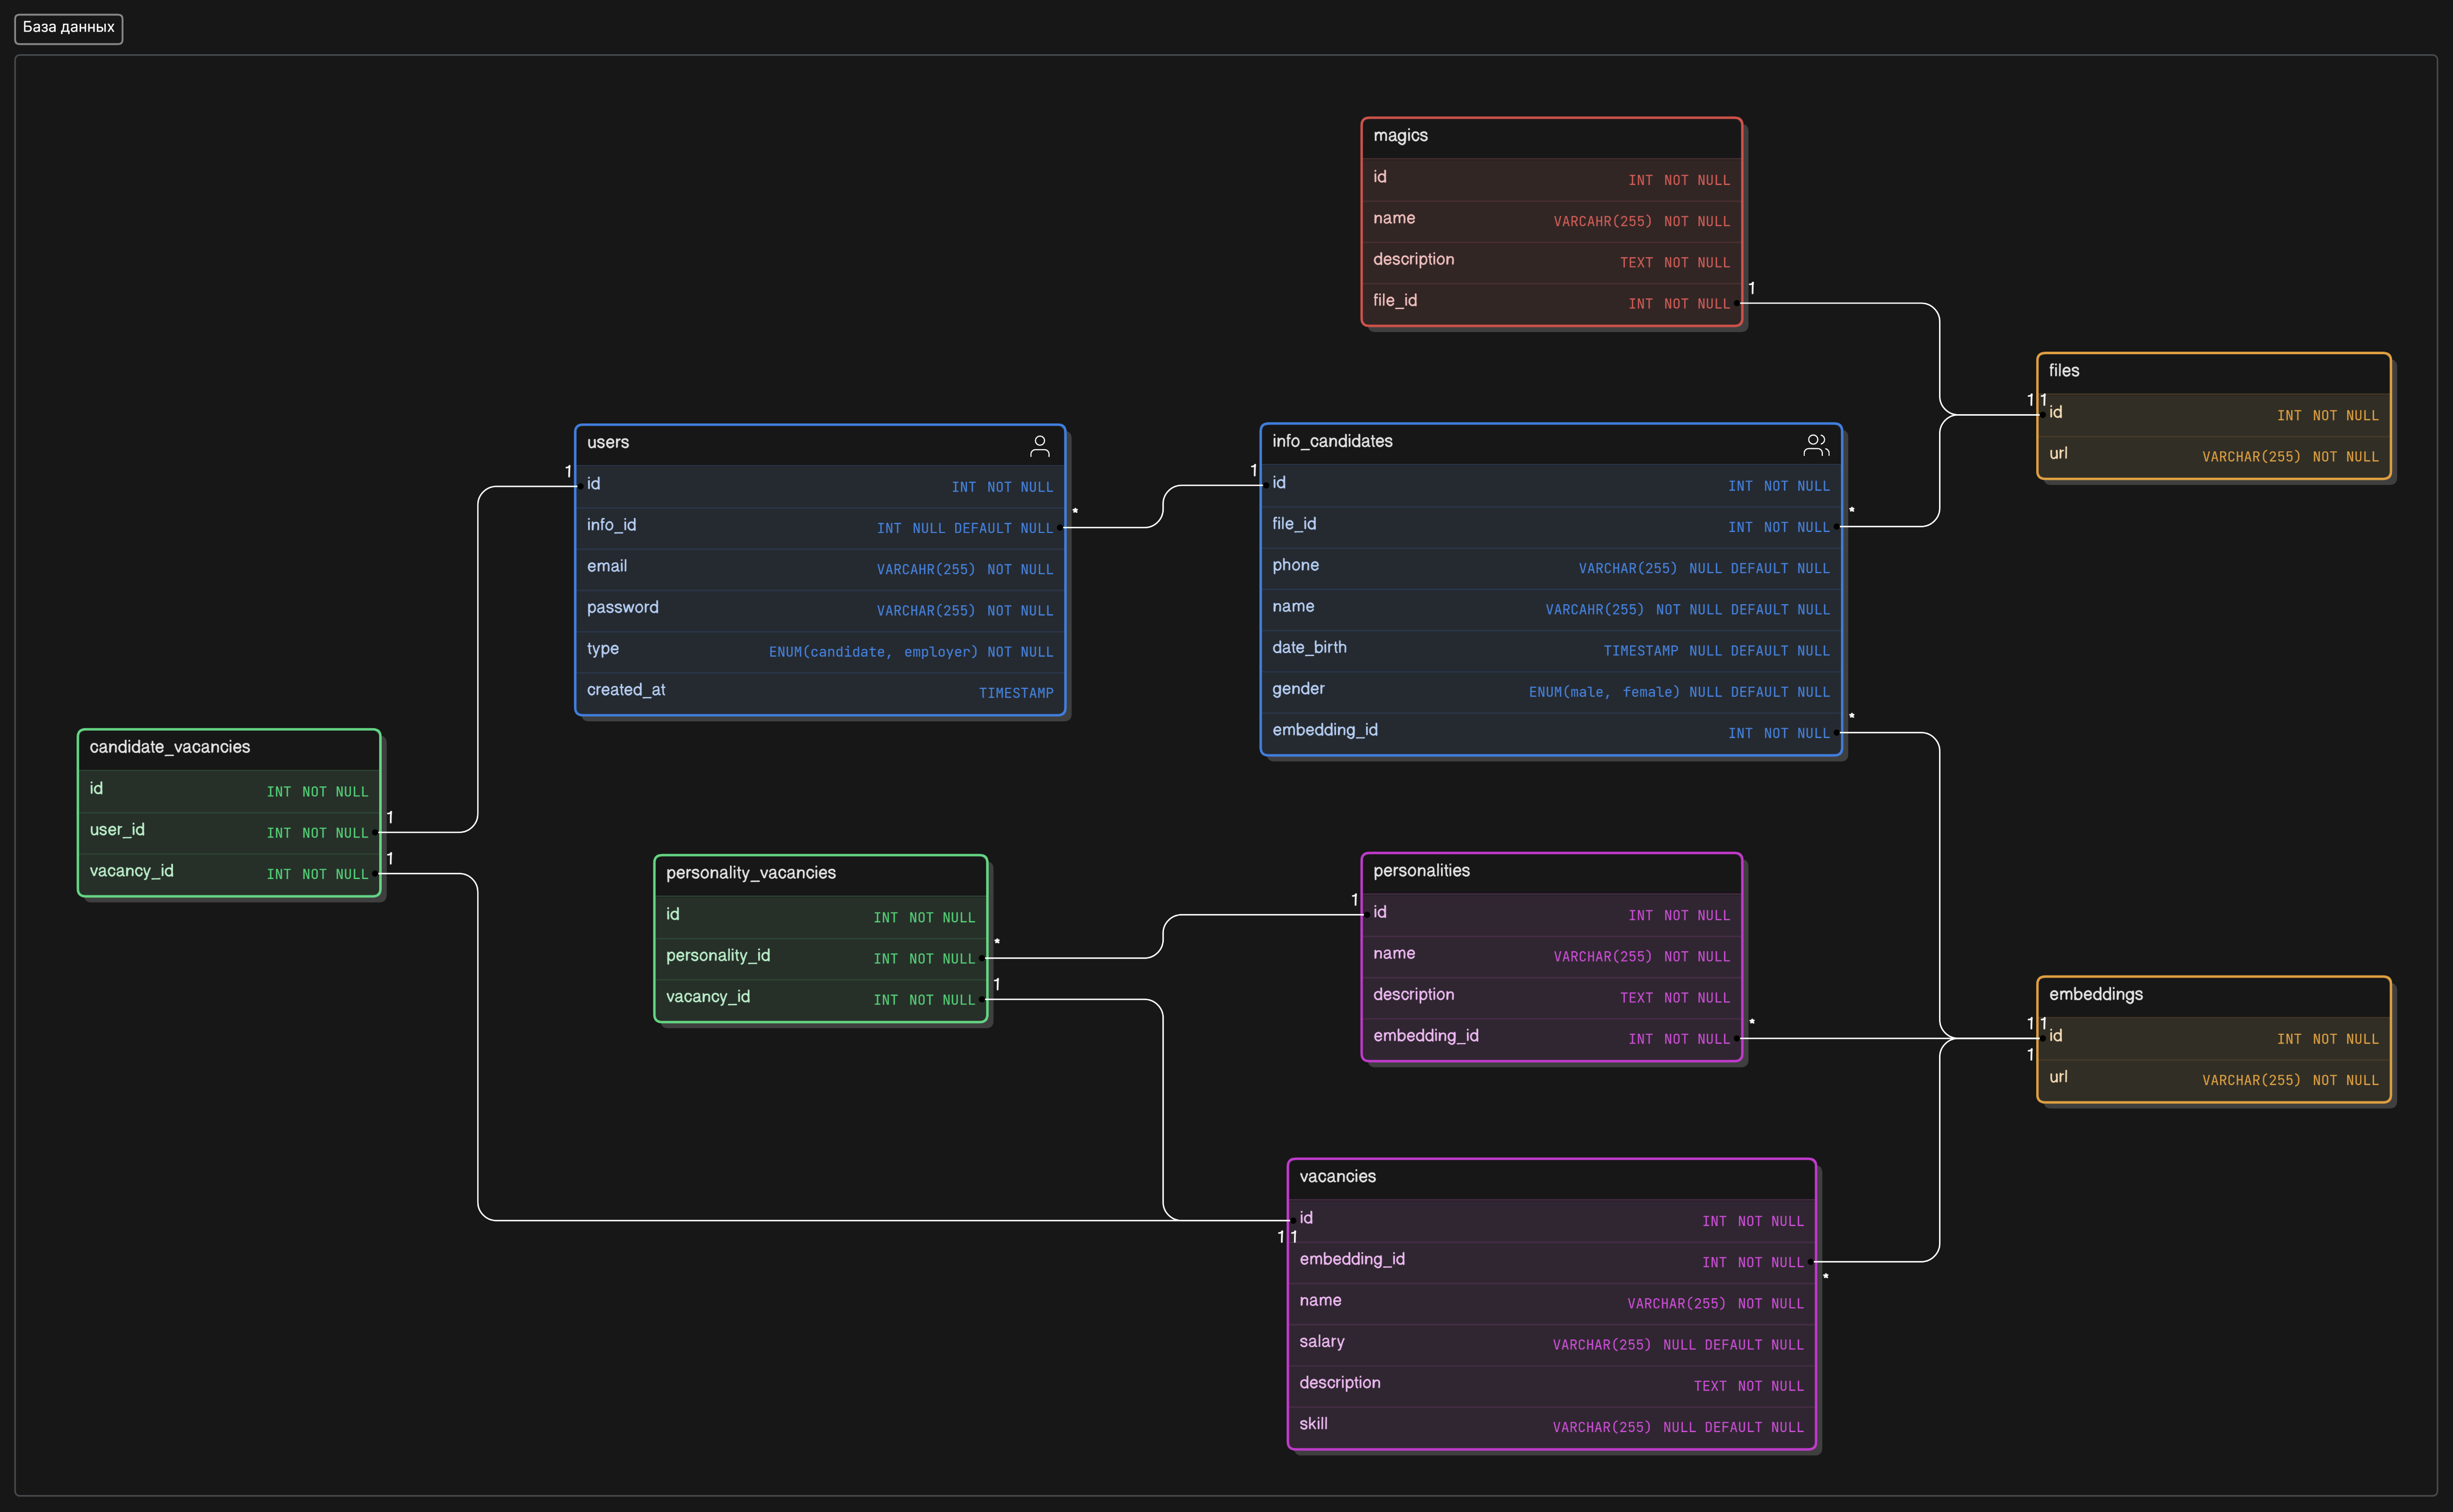 База данных
magics
id INT NOT NULL
name VARCAHR(255) NOT NULL
description TEXT NOT NULL
file_id INT NOT NULL
1
files
1 1
id INT NOT NULL
url VARCHAR(255) NOT NULL
users
1
id INT NOT NULL
info_id INT NULL DEFAULT NULL
*
email VARCAHR(255) NOT NULL
password VARCHAR(255) NOT NULL
type ENUM(candidate, employer) NOT NULL
created_at TIMESTAMP
info_candidates
1
id INT NOT NULL
file_id INT NOT NULL
*
phone VARCHAR(255) NULL DEFAULT NULL
name VARCAHR(255) NOT NULL DEFAULT NULL
date_birth TIMESTAMP NULL DEFAULT NULL
gender ENUM(male, female) NULL DEFAULT NULL
embedding_id INT NOT NULL
*
candidate_vacancies
id INT NOT NULL
user_id INT NOT NULL
1
vacancy_id INT NOT NULL
1
personality_vacancies
id INT NOT NULL
personality_id INT NOT NULL
*
vacancy_id INT NOT NULL
1
personalities
1
id INT NOT NULL
name VARCHAR(255) NOT NULL
description TEXT NOT NULL
embedding_id INT NOT NULL
*
embeddings
1 1
id INT NOT NULL
1
url VARCHAR(255) NOT NULL
vacancies
id INT NOT NULL
1 1
embedding_id INT NOT NULL
*
name VARCHAR(255) NOT NULL
salary VARCHAR(255) NULL DEFAULT NULL
description TEXT NOT NULL
skill VARCHAR(255) NULL DEFAULT NULL